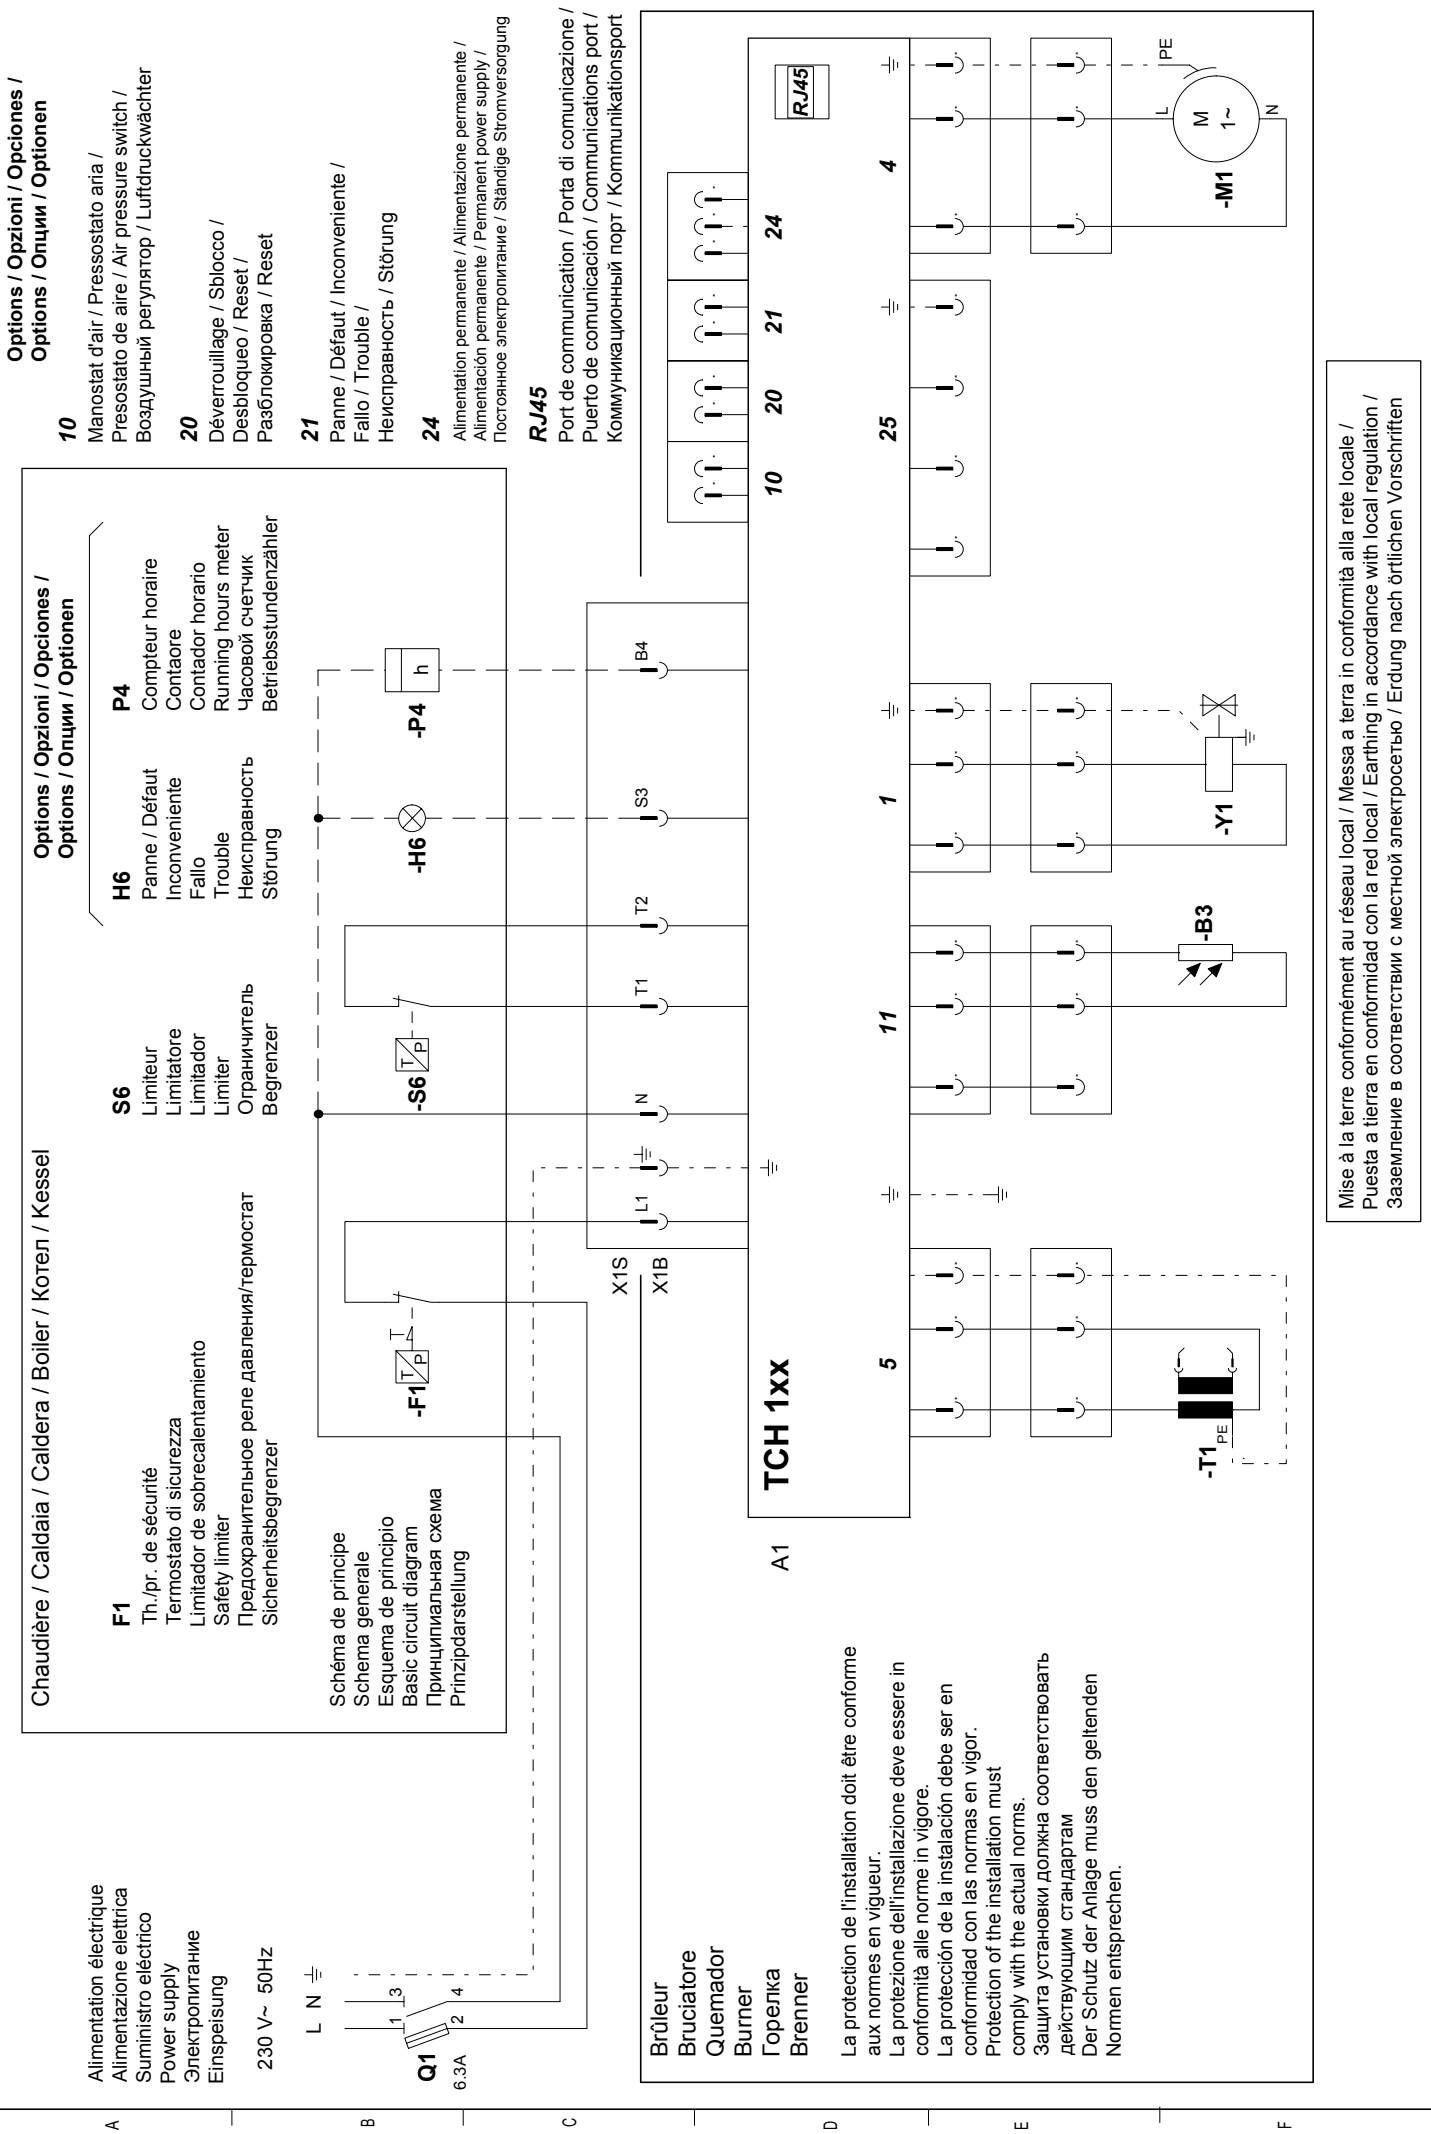 Options / Opzioni / Opciones /
Options / Опции / Optionen
10
Manostat d'air / Pressostato aria /
Presostato de aire / Air pressure switch /
Воздушный регулятор / Luftdruckwächter
20
Déverrouillage / Sblocco /
Desbloqueo / Reset /
Разблокировка / Reset
21
Panne / Défaut / Inconveniente /
Fallo / Trouble /
Неисправность / Störung
24
Alimentation permanente / Alimentazione permanente /
Alimentación permanente / Permanent power supply /
Постоянное электропитание / Ständige Stromversorgung
RJ45
Port de communication / Porta di comunicazione /
Puerto de comunicación / Communications port /
Коммуникационный порт / Kommunikationsport
Chaudière / Caldaia / Caldera / Boiler / Котел / Kessel
Options / Opzioni / Opciones /
Options / Опции / Optionen
F1
Th./pr. de sécurité
Termostato di sicurezza
Limitador de sobrecalentamiento
Safety limiter
Предохранительное реле давления/термостат
Sicherheitsbegrenzer
S6
Limiteur
Limitatore
Limitador
Limiter
Ограничитель
Begrenzer
H6
Panne / Défaut
Inconveniente
Fallo
Trouble
Неисправность
Störung
P4
Compteur horaire
Contaore
Contador horario
Running hours meter
Часовой счетчик
Betriebsstundenzähler
Schéma de principe
Schema generale
Esquema de principio
Basic circuit diagram
Принципиальная схема
Prinzipdarstellung
-F1
T
P
-S6
T
P
-H6
-P4
h
Alimentation électrique
Alimentazione elettrica
Suministro eléctrico
Power supply
Электропитание
Einspeisung
230 V~ 50Hz
L N
1 3
2 4
Q1
6.3A
X1S
X1B
L1
N
T1
T2
S3
B4
Brûleur
Bruciatore
Quemador
Burner
Горелка
Brenner
A1
TCH 1xx
10
20
21
24
RJ45
5
11
1
25
4
-T1
PE
-B3
-Y1
-M1
M
1~
L
N
PE
La protection de l'installation doit être conforme
aux normes en vigueur.
La protezione dell'installazione deve essere in
conformità alle norme in vigore.
La protección de la instalación debe ser en
conformidad con las normas en vigor.
Protection of the installation must
comply with the actual norms.
Защита установки должна соответствовать
действующим стандартам
Der Schutz der Anlage muss den geltenden
Normen entsprechen.
Mise à la terre conformément au réseau local / Messa a terra in conformità alla rete locale /
Puesta a tierra en conformidad con la red local / Earthing in accordance with local regulation /
Заземление в соответствии с местной электросетью / Erdung nach örtlichen Vorschriften
A
B
C
D
E
F